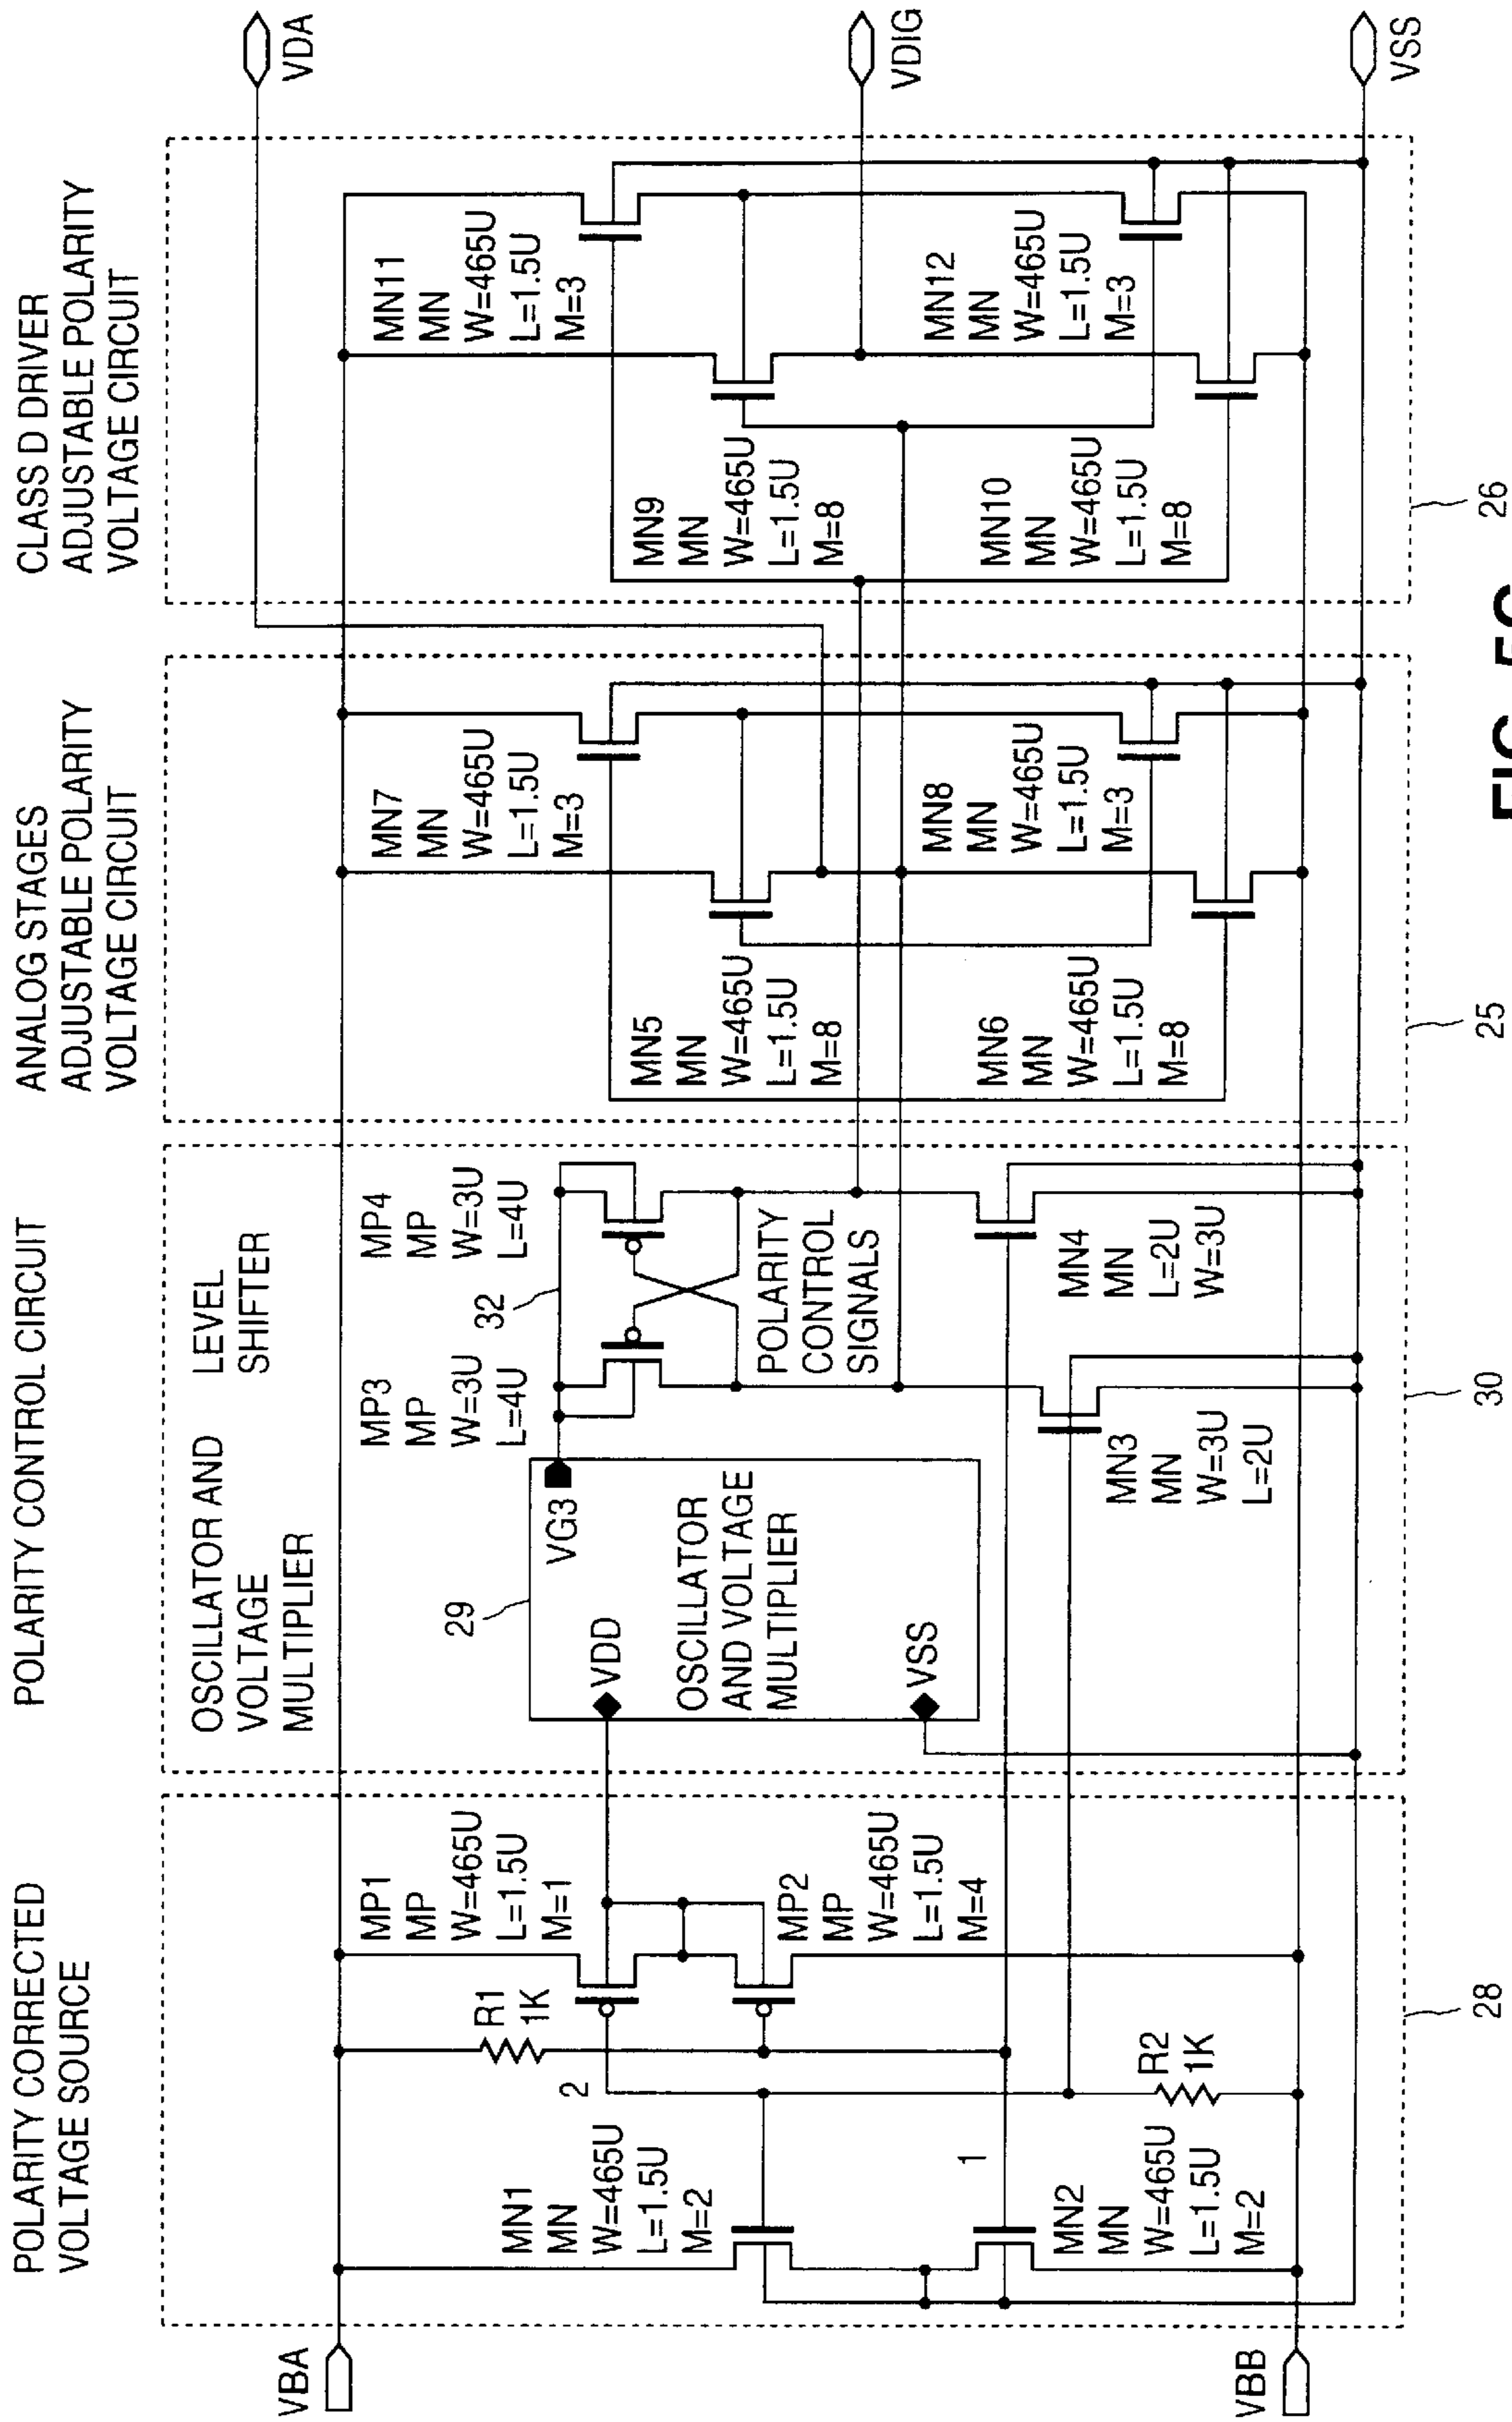 POLARITY CORRECTED
VOLTAGE SOURCE
POLARITY CONTROL CIRCUIT
ANALOG STAGES
ADJUSTABLE POLARITY
VOLTAGE CIRCUIT
CLASS D DRIVER
ADJUSTABLE POLARITY
VOLTAGE CIRCUIT
VBA
VBB
MN1
MN
W=465U
L=1.5U
M=2
MN2
MN
W=465U
L=1.5U
M=2
1
2
R1
1K
R2
1K
MP1
MP
W=465U
L=1.5U
M=1
MP2
MP
W=465U
L=1.5U
M=4
28
OSCILLATOR AND
VOLTAGE
MULTIPLIER
LEVEL
SHIFTER
29
VDD
VG3
OSCILLATOR
AND VOLTAGE
MULTIPLIER
VSS
MP3
MP
W=3U
L=4U
32
MP4
MP
W=3U
L=4U
POLARITY
CONTROL
SIGNALS
MN3
MN
W=3U
L=2U
MN4
MN
L=2U
W=3U
30
MN5
MN
W=465U
L=1.5U
M=8
MN6
MN
W=465U
L=1.5U
M=8
MN7
MN
W=465U
L=1.5U
M=3
MN8
MN
W=465U
L=1.5U
M=3
25
MN9
MN
W=465U
L=1.5U
M=8
MN10
MN
W=465U
L=1.5U
M=8
MN11
MN
W=465U
L=1.5U
M=3
MN12
MN
W=465U
L=1.5U
M=3
26
VDA
VDIG
VSS